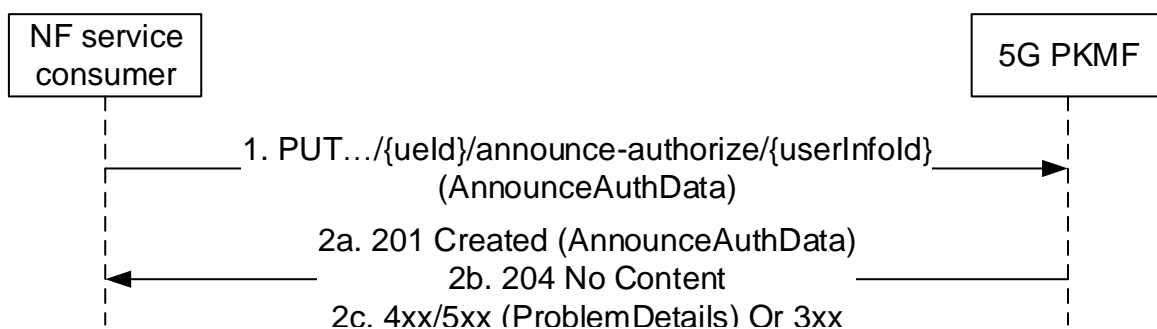 NF service
consumer
5G PKMF
1. PUT…/{ueId}/announce-authorize/{userInfoId}
(AnnounceAuthData)
2a. 201 Created (AnnounceAuthData)
2b. 204 No Content
2c. 4xx/5xx (ProblemDetails) Or 3xx